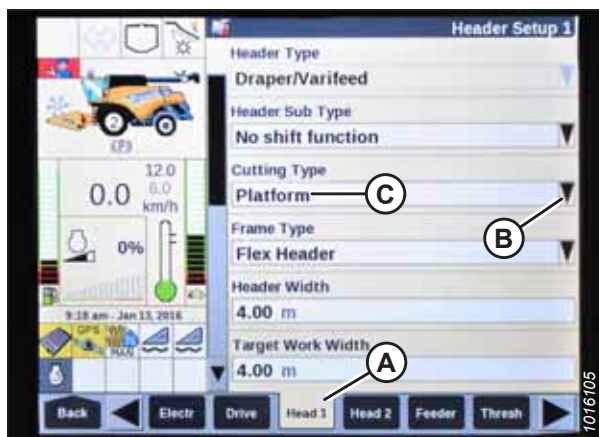 Header Setup 1
Header Type
Draper/Varifeed
Header Sub Type
No shift function
Cutting Type
Platform
C
B
Frame Type
Flex Header
Header Width
4.00 m
Target Work Width
4.00 m
A
2
(P)
12.0
6.0
0.0 km/h
0%
9:18 am - Jan 13, 2016
GPS
MAN
Back
Electr
Drive
Head 1
Head 2
Feeder
Thresh
1016105